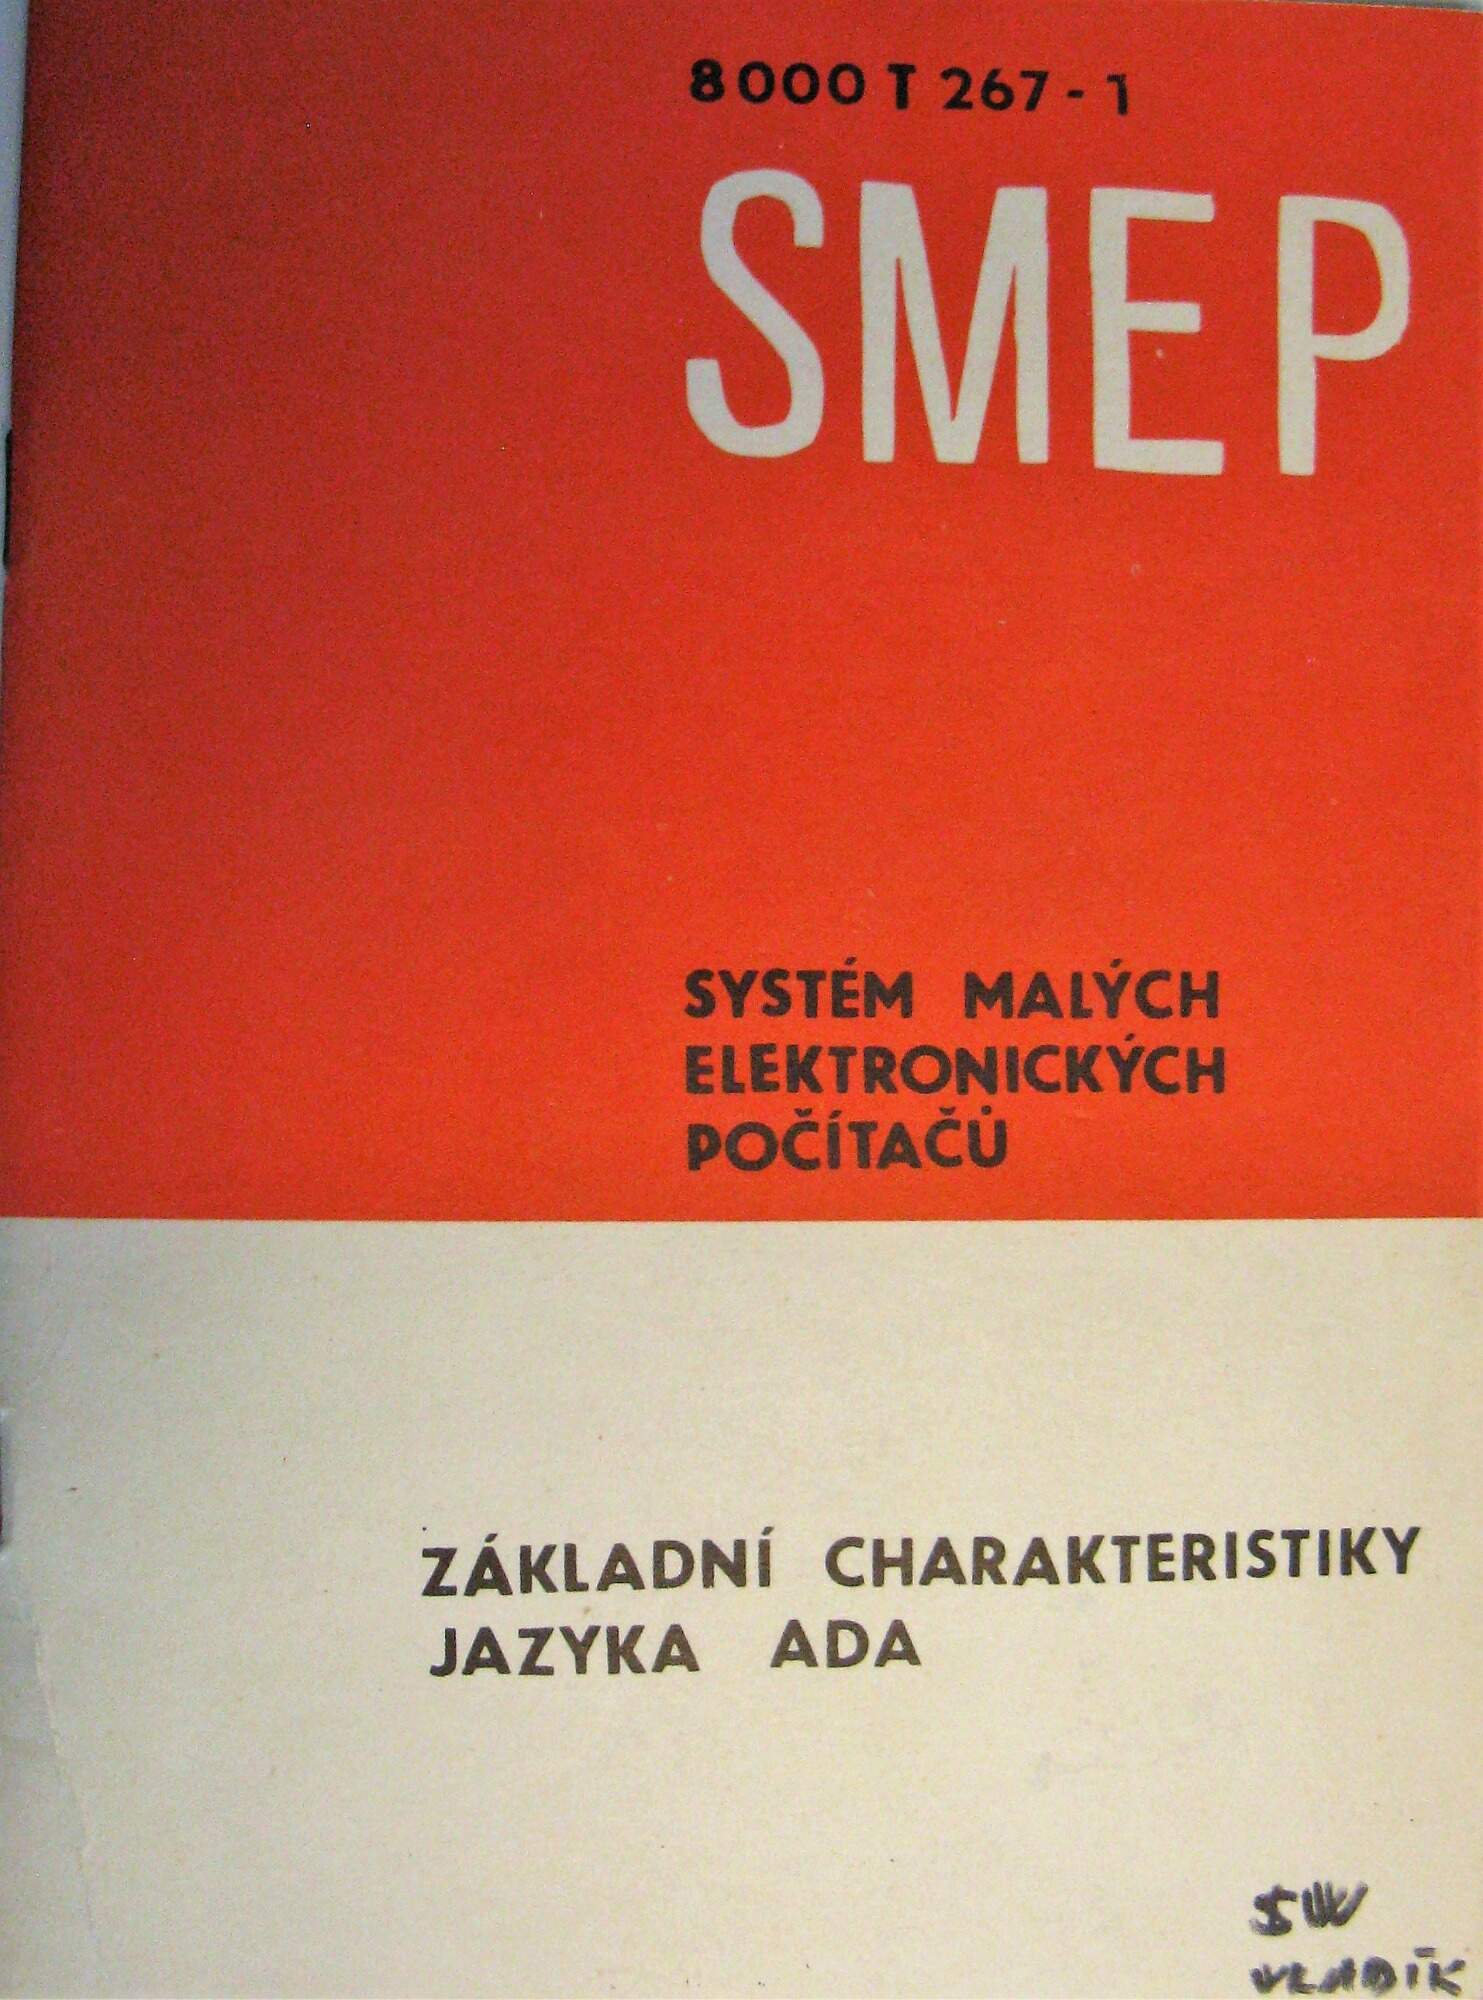 8000 T 267 - 1
SMEP
SYSTÉM MALÝCH
ELEKTRONICKÝCH
POČÍTAČŮ
ZÁKLADNÍ CHARAKTERISTIKY
JAZYKA ADA
SW
VLADÍK